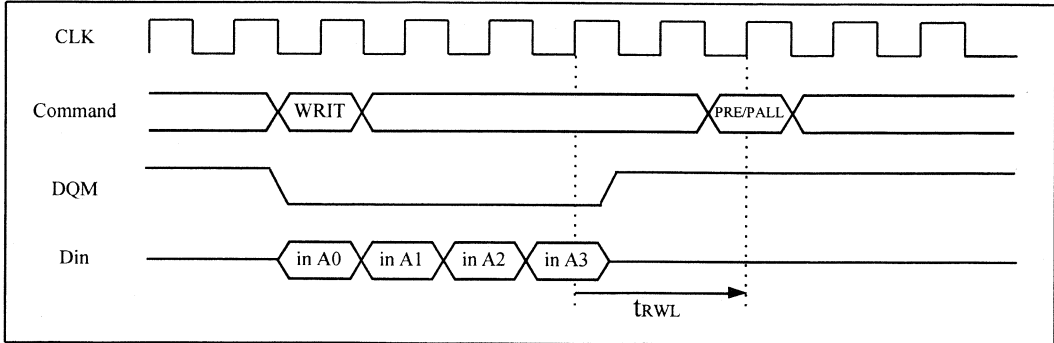 CLK
Command WRIT PRE/PALL
DQM
Din in A0 in A1 in A2 in A3
tRWL